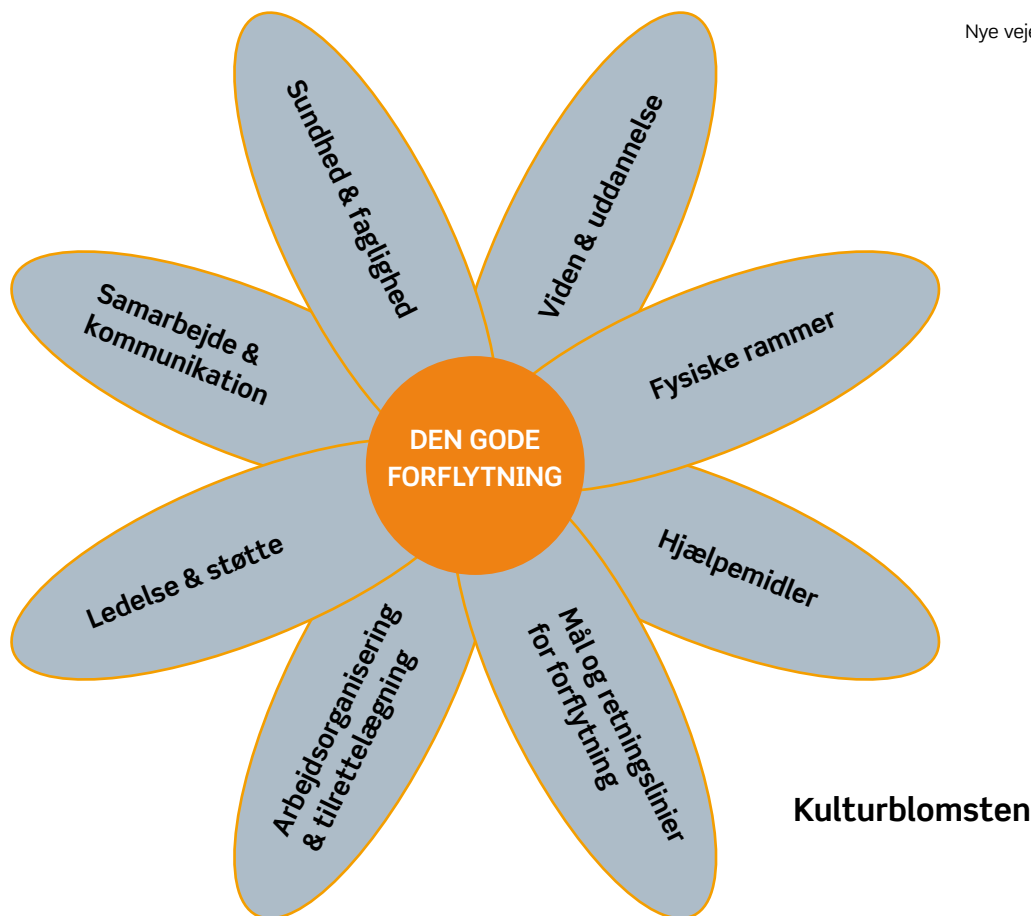 Nye veje
Sundhed & faglighed
Viden & uddannelse
Samarbejde &
kommunikation
Fysiske rammer
DEN GODE
FORFLYTNING
Ledelse & støtte
Hjælpemidler
Arbejdsorganisering
& tilrettelægning
Mål og retningslinier
for forflytning
Kulturblomsten